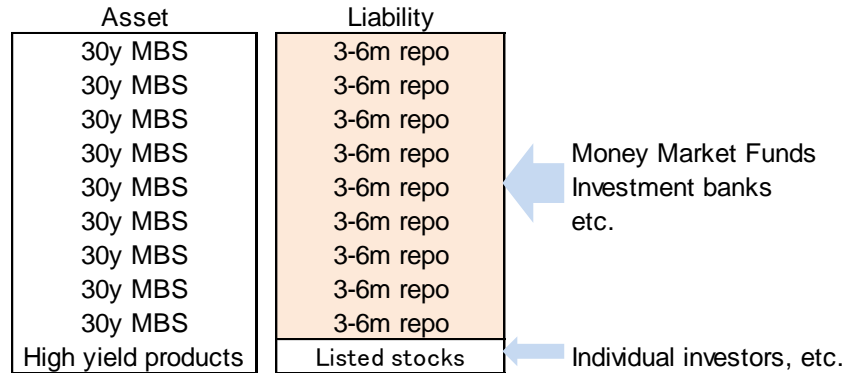 Asset Liability
30y MBS 3-6m repo
30y MBS 3-6m repo
30y MBS 3-6m repo
30y MBS 3-6m repo Money Market Funds
30y MBS 3-6m repo Investment banks
30y MBS 3-6m repo etc.
30y MBS 3-6m repo
30y MBS 3-6m repo
30y MBS 3-6m repo
High yield products Listed stocks Individual investors, etc.